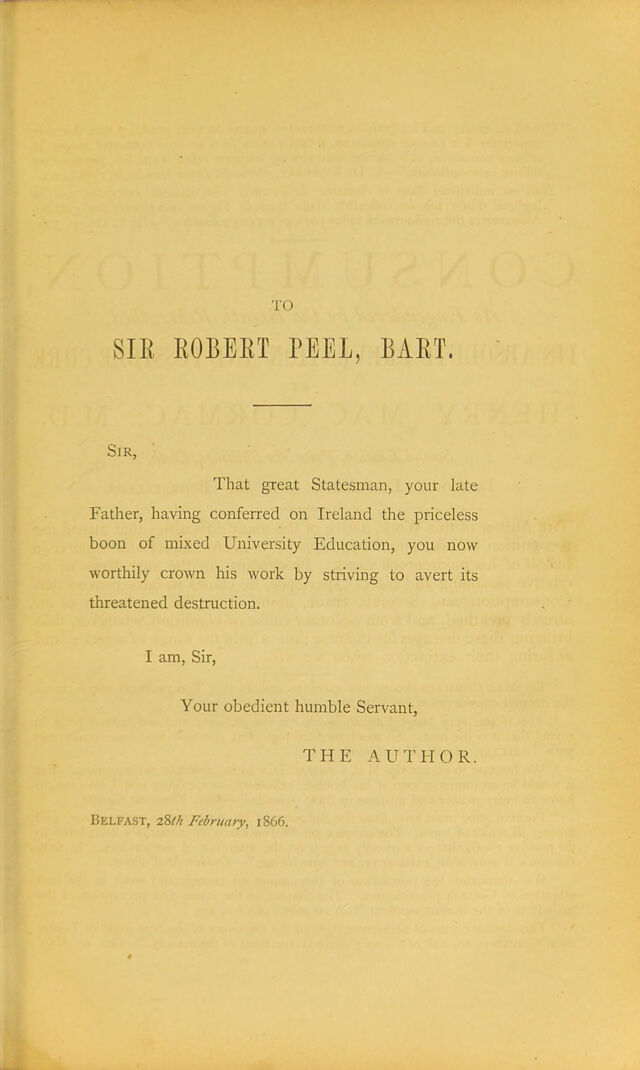 TO
SIR ROBERT PEEL, BART.
SIR,
That great Statesman, your late
Father, having conferred on Ireland the priceless
boon of mixed University Education, you now
worthily crown his work by striving to avert its
threatened destruction.
I am, Sir,
Your obedient humble Servant,
THE AUTHOR.
BELFAST, 28th February, 1866.